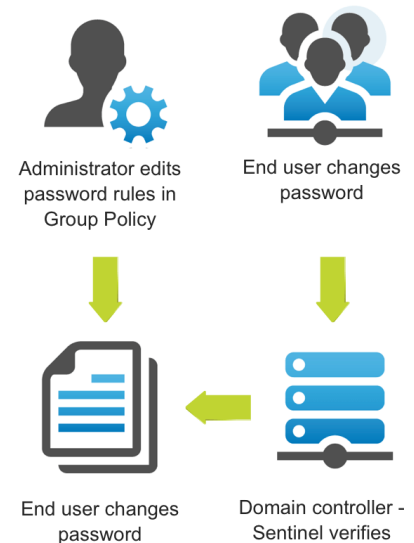 Administrator edits
password rules in
Group Policy
End user changes
password
End user changes
password
Domain controller -
Sentinel verifies